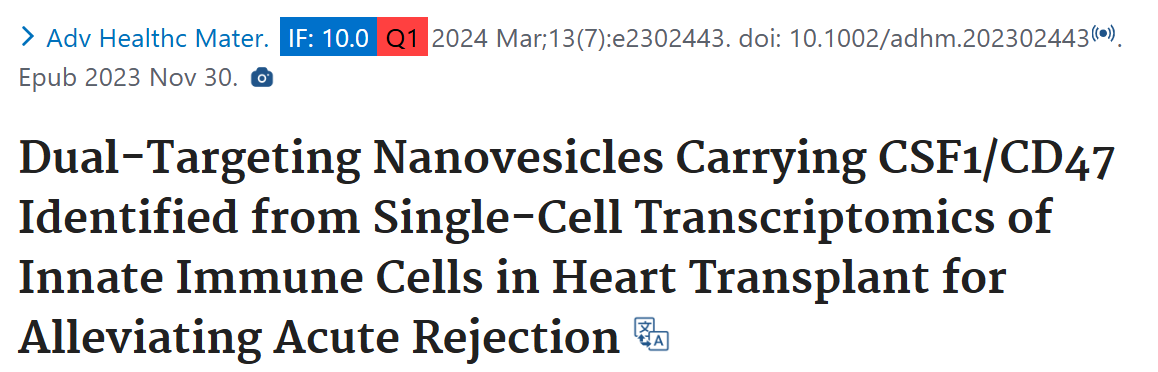 Adv Healthc Mater. IF: 10.0 Q1 2024 Mar;13(7):e2302443. doi: 10.1002/adhm.202302443.
Epub 2023 Nov 30.
Dual-Targeting Nanovesicles Carrying CSF1/CD47
Identified from Single-Cell Transcriptomics of
Innate Immune Cells in Heart Transplant for
Alleviating Acute Rejection 文A